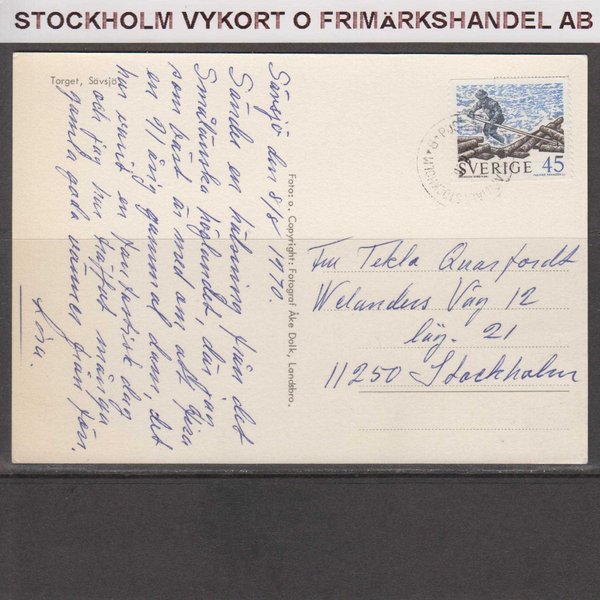 STOCKHOLM VYKORT O FRIMÄRKSHANDEL AB
Torget, Sävsjö
Sävsjö den 8/8 1970.
Sänder en hälsning från det
Småländska höglandet, där jan
som bäst är med om att fira
en 91 årig gammal dam, det
har varit en fantastisk dag
och jag har träffat många
gamla goda vänner från förr.
Foto: o. Copyright: Fotograf Åke Dalk, Landsbro.
SVERIGE 45
Fru Tekla Quarfordt
Welanders Väg 12
läg. 21
11250 Stockholm